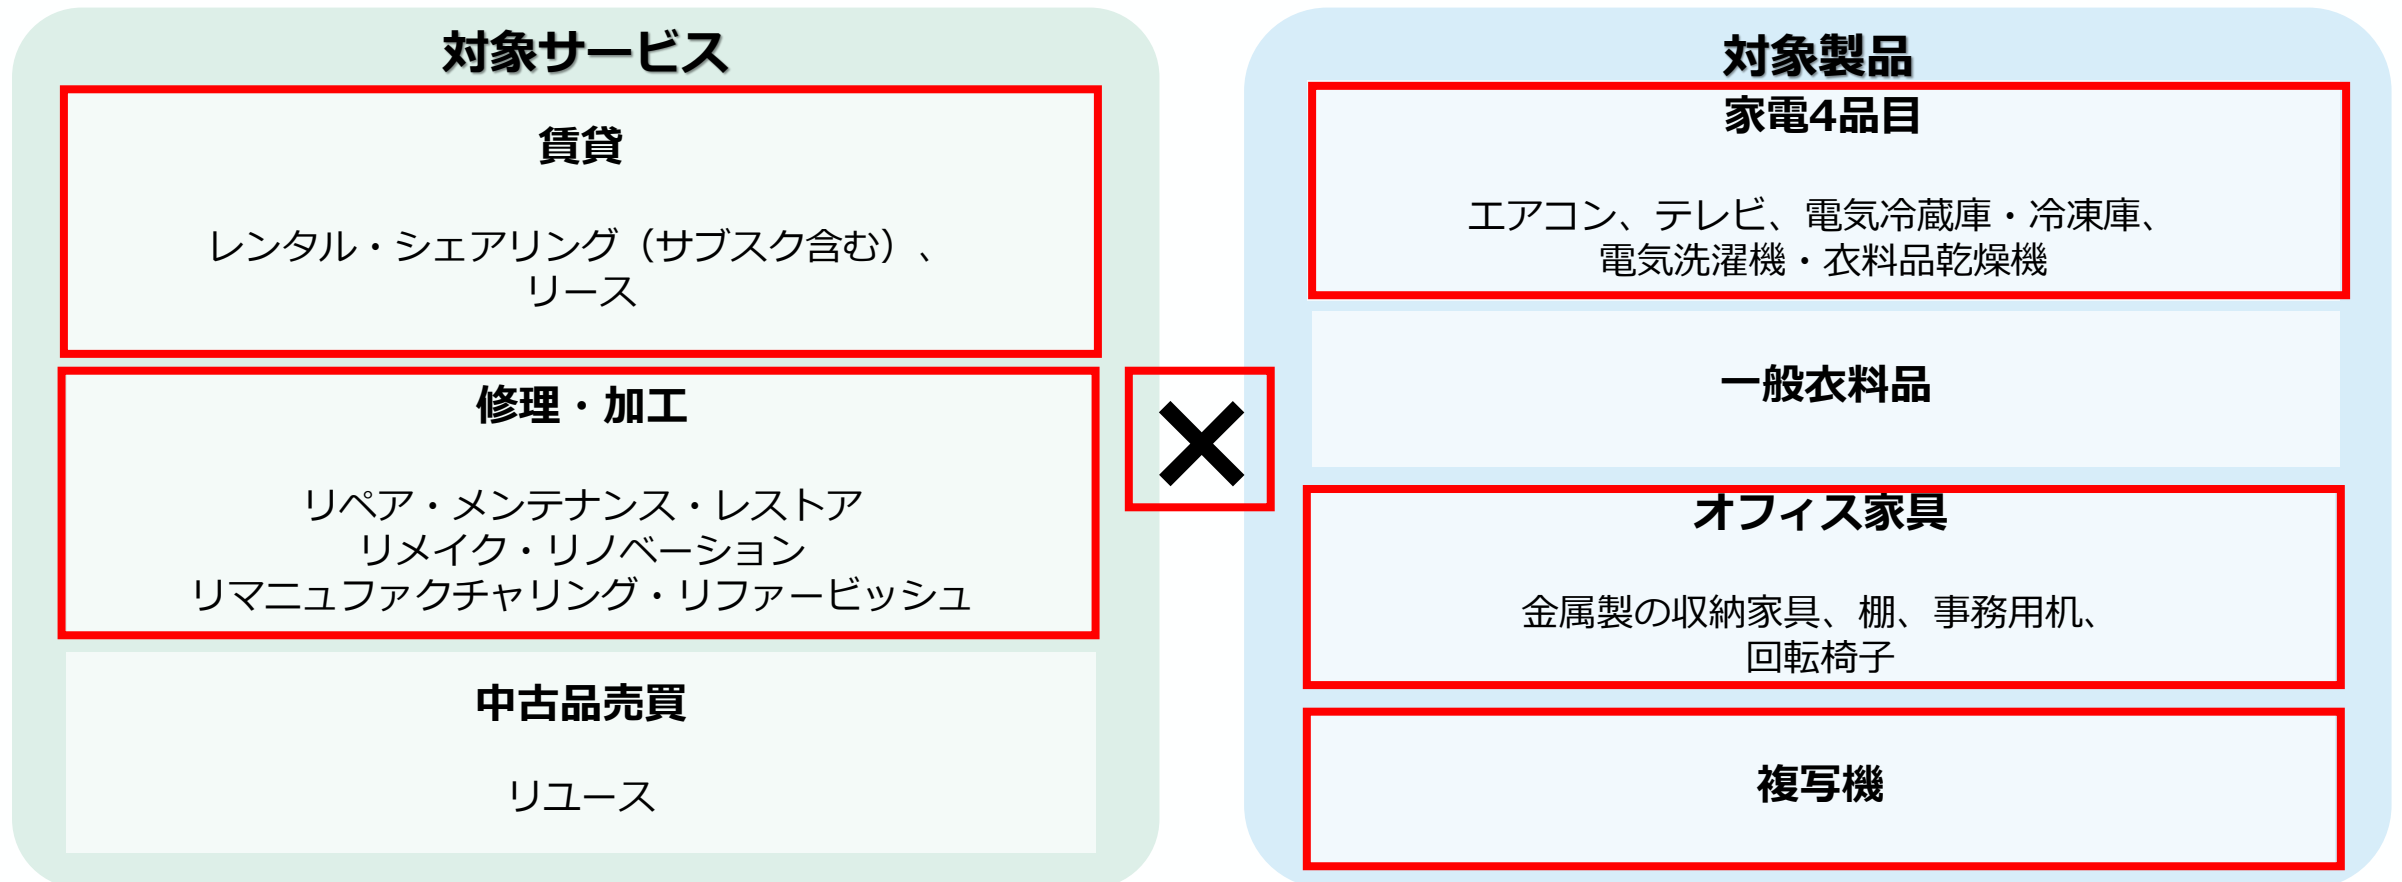 対象サービス
賃貸
レンタル・シェアリング（サブスク含む）、
リース
修理・加工
リペア・メンテナンス・レストア
リメイク・リノベーション
リマニュファクチャリング・リファービッシュ
中古品売買
リユース
×
対象製品
家電4品目
エアコン、テレビ、電気冷蔵庫・冷凍庫、
電気洗濯機・衣料品乾燥機
一般衣料品
オフィス家具
金属製の収納家具、棚、事務用机、
回転椅子
複写機